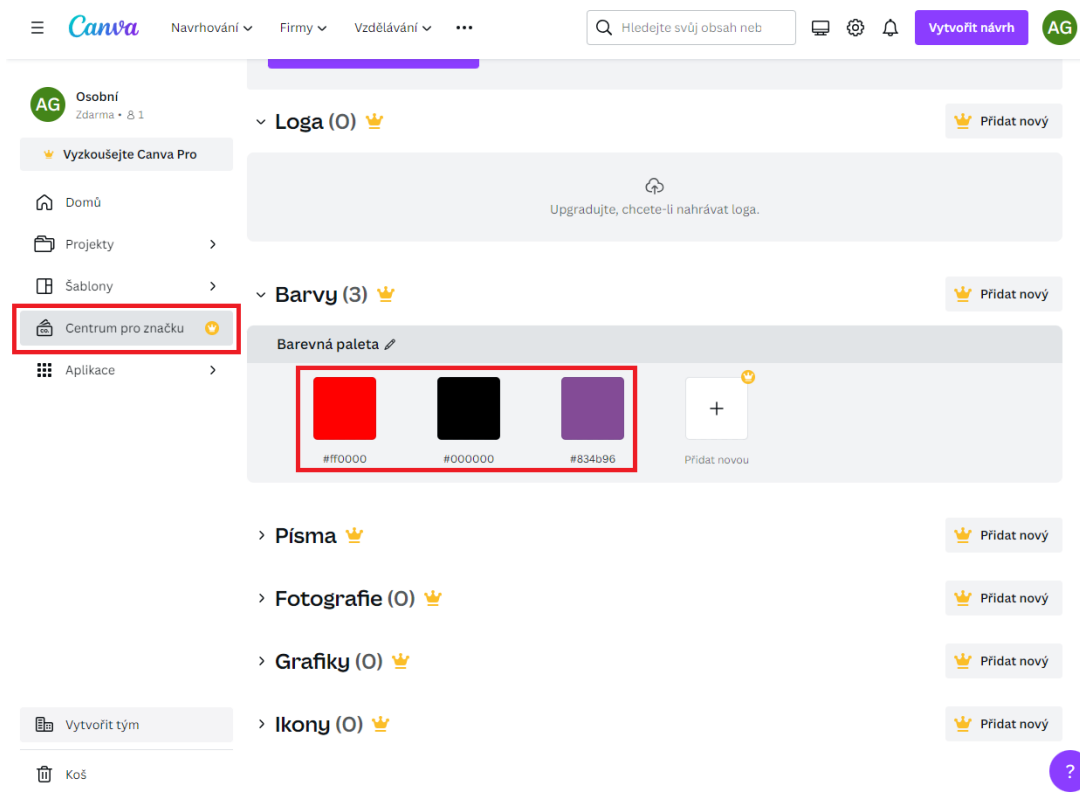 Canva
Navrhování
Firmy
Vzdělávání
Hledejte svůj obsah neb
Vytvořit návrh
AG
AG
Osobní
Zdarma • 1
Vyzkoušejte Canva Pro
Domů
Projekty
Šablony
CO.
Centrum pro značku
Aplikace
Vytvořit tým
Koš
Loga (0)
Přidat nový
Upgradujte, chcete-li nahrávat loga.
Barvy (3)
Přidat nový
Barevná paleta
#ff0000
#000000
#834b96
Přidat novou
Písma
Přidat nový
Fotografie (0)
Přidat nový
Grafiky (0)
Přidat nový
Ikony (0)
Přidat nový
?